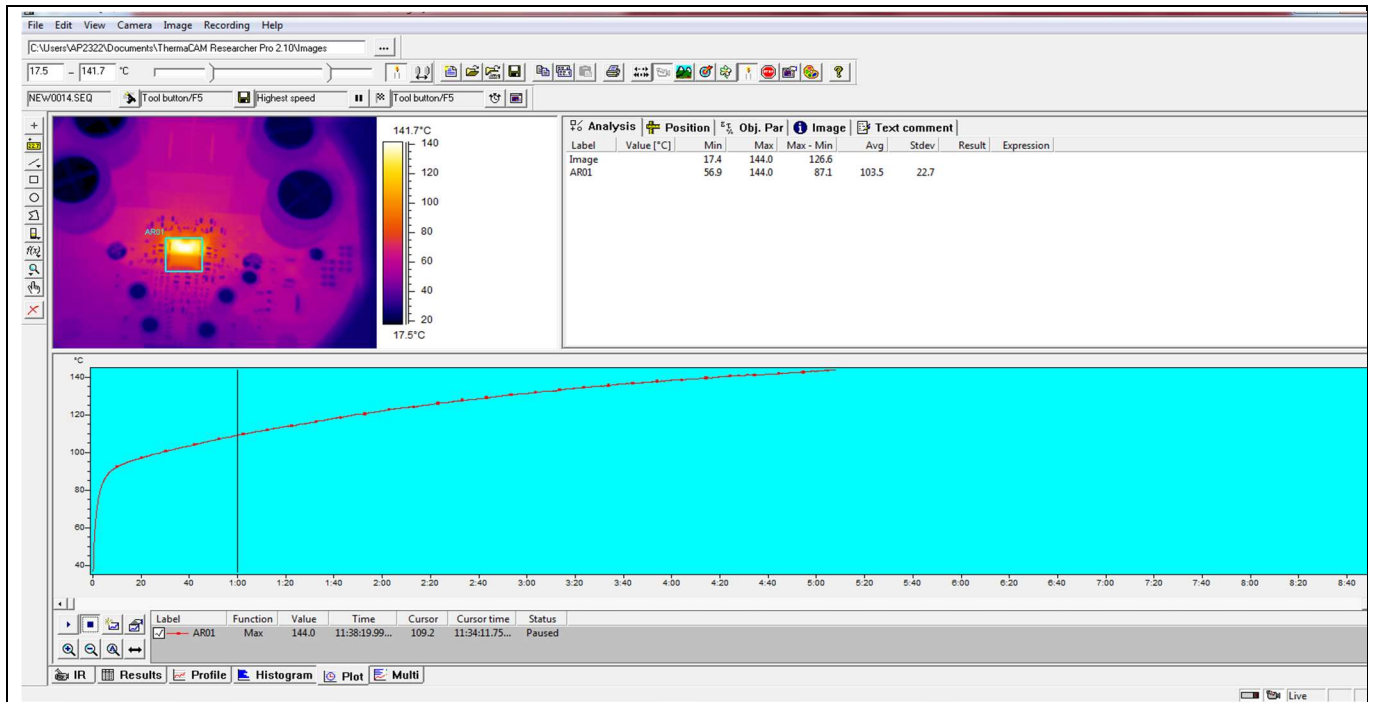 File Edit View Camera Image Recording Help
C:\Users\AP2322\Documents\ThermaCAM Researcher Pro 2.10\Images ...
17.5 - 141.7 °C
NEW0014.SEQ Tool button/F5 Highest speed Tool button/F5
141.7°C
140
120
100
80
60
40
20
17.5°C
AR01
Analysis Position Obj. Par Image Text comment
Label Value [°C] Min Max Max - Min Avg Stdev Result Expression
Image 17.4 144.0 126.6
AR01 56.9 144.0 87.1 103.5 22.7
°C
140
120
100
80
60
40
0 20 40 1:00 1:20 1:40 2:00 2:20 2:40 3:00 3:20 3:40 4:00 4:20 4:40 5:00 5:20 5:40 6:00 6:20 6:40 7:00 7:20 7:40 8:00 8:20 8:40
Label Function Value Time Cursor Cursor time Status
AR01 Max 144.0 11:38:19.99... 109.2 11:34:11.75... Paused
IR Results Profile Histogram Plot Multi
Live